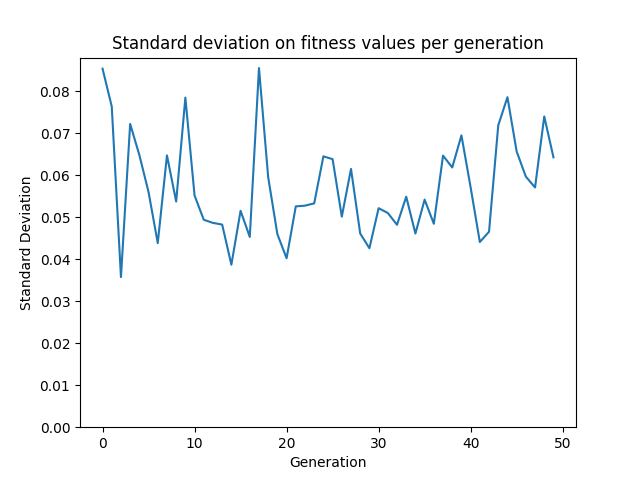 Standard deviation on fitness values per generation
0.08
0.07
0.06
0.05
0.04
0.03
0.02
0.01
0.00
Standard Deviation
0 10 20 30 40 50
Generation